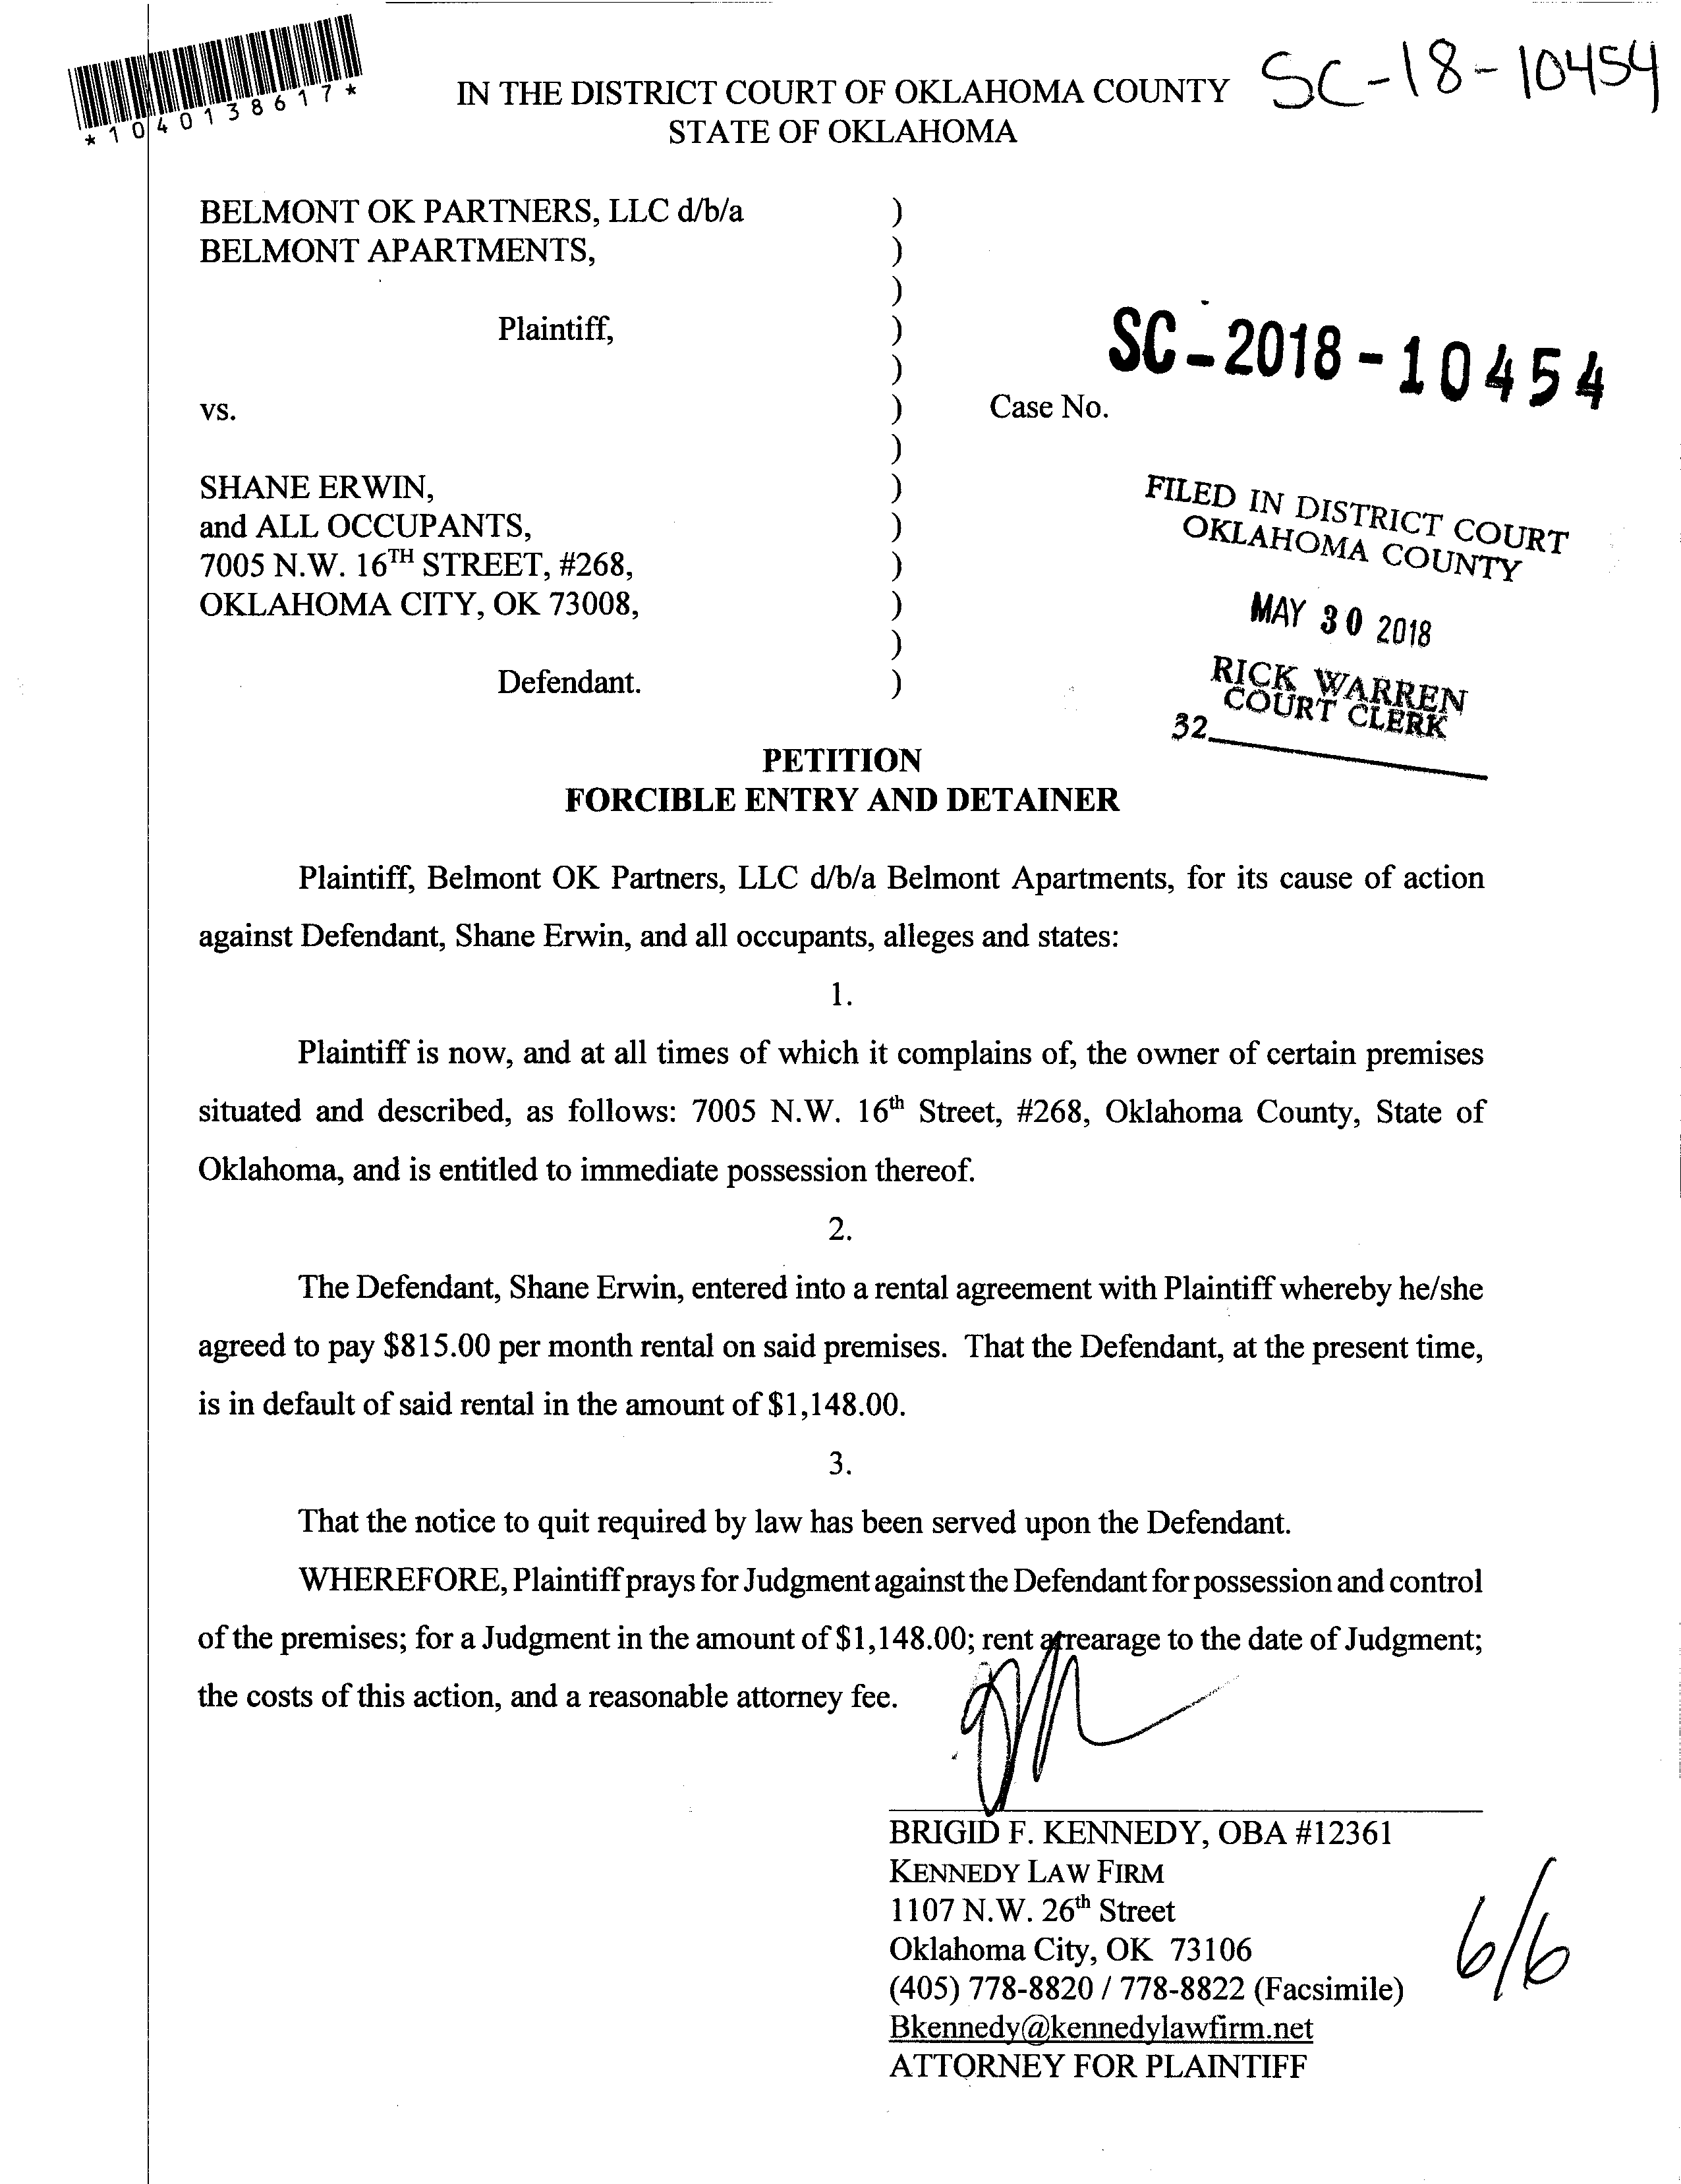 SC-18-10454
*1040138617*
IN THE DISTRICT COURT OF OKLAHOMA COUNTY
STATE OF OKLAHOMA
BELMONT OK PARTNERS, LLC d/b/a )
BELMONT APARTMENTS, )
)
Plaintiff, )
)
SC-2018-10454
vs. ) Case No.
)
SHANE ERWIN, )
and ALL OCCUPANTS, )
7005 N.W. 16TH STREET, #268, )
OKLAHOMA CITY, OK 73008, )
)
Defendant. )
FILED IN DISTRICT COURT
OKLAHOMA COUNTY
MAY 30 2018
RICK WARREN
COURT CLERK
32
PETITION
FORCIBLE ENTRY AND DETAINER
Plaintiff, Belmont OK Partners, LLC d/b/a Belmont Apartments, for its cause of action
against Defendant, Shane Erwin, and all occupants, alleges and states:
1.
Plaintiff is now, and at all times of which it complains of, the owner of certain premises
situated and described, as follows: 7005 N.W. 16th Street, #268, Oklahoma County, State of
Oklahoma, and is entitled to immediate possession thereof.
2.
The Defendant, Shane Erwin, entered into a rental agreement with Plaintiff whereby he/she
agreed to pay $815.00 per month rental on said premises. That the Defendant, at the present time,
is in default of said rental in the amount of $1,148.00.
3.
That the notice to quit required by law has been served upon the Defendant.
WHEREFORE, Plaintiff prays for Judgment against the Defendant for possession and control
of the premises; for a Judgment in the amount of $1,148.00; rent arrearage to the date of Judgment;
the costs of this action, and a reasonable attorney fee.
BRIGID F. KENNEDY, OBA #12361
KENNEDY LAW FIRM
1107 N.W. 26th Street
Oklahoma City, OK 73106
(405) 778-8820 / 778-8822 (Facsimile)
Bkennedy@kennedylawfirm.net
ATTORNEY FOR PLAINTIFF
6/6